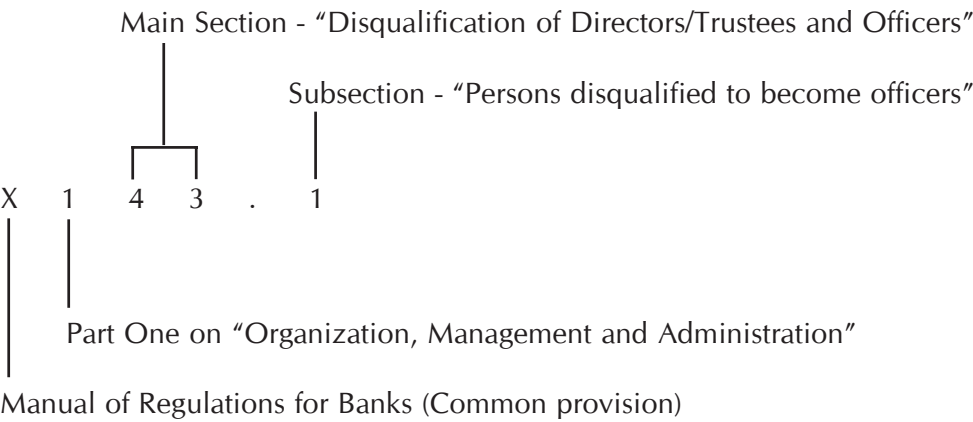 Main Section - “Disqualification of Directors/Trustees and Officers”
Subsection - “Persons disqualified to become officers”
X 1 4 3 . 1
Part One on “Organization, Management and Administration”
Manual of Regulations for Banks (Common provision)